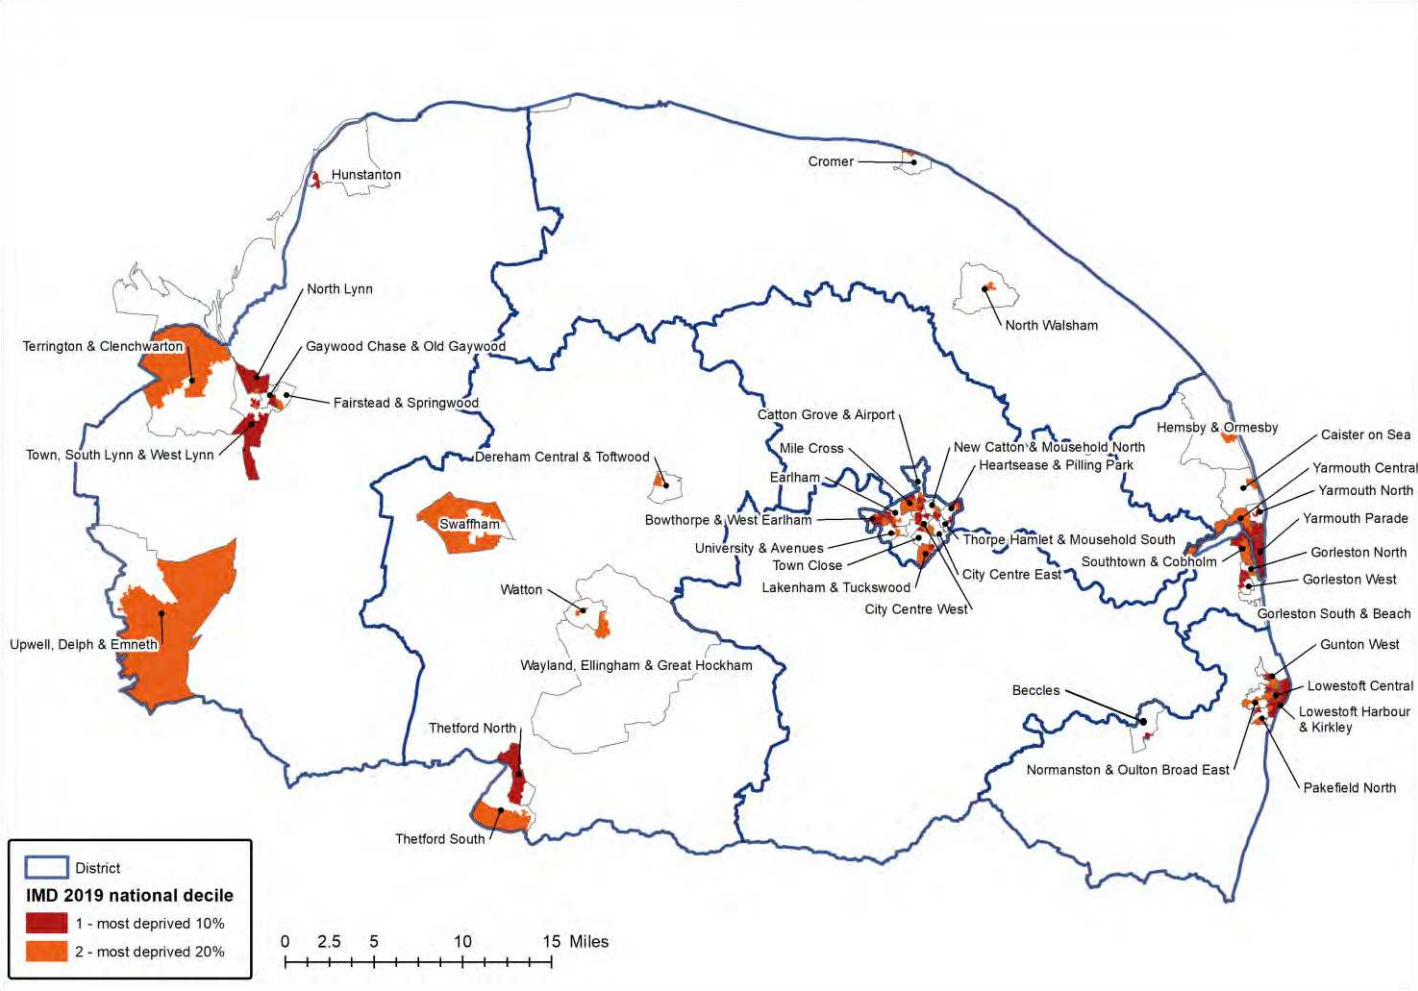 Cromer
Hunstanton
North Lynn
North Walsham
Terrington & Clenchwarton
Gaywood Chase & Old Gaywood
Fairstead & Springwood
Town, South Lynn & West Lynn
Catton Grove & Airport
Hemsby & Ormesby
Caister on Sea
Mile Cross
New Catton & Mousehold North
Dereham Central & Toftwood
Heartsease & Pilling Park
Yarmouth Central
Earlham
Yarmouth North
Swaffham
Bowthorpe & West Earlham
Yarmouth Parade
Thorpe Hamlet & Mousehold South
University & Avenues
Gorleston North
Town Close
Southtown & Cobholm
City Centre East
Gorleston West
Watton
Lakenham & Tuckswood
City Centre West
Gorleston South & Beach
Upwell, Delph & Emneth
Gunton West
Wayland, Ellingham & Great Hockham
Beccles
Lowestoft Central
Lowestoft Harbour
& Kirkley
Thetford North
Normanston & Oulton Broad East
Pakefield North
Thetford South
District
IMD 2019 national decile
1 - most deprived 10%
2 - most deprived 20%
0 2.5 5 10 15 Miles